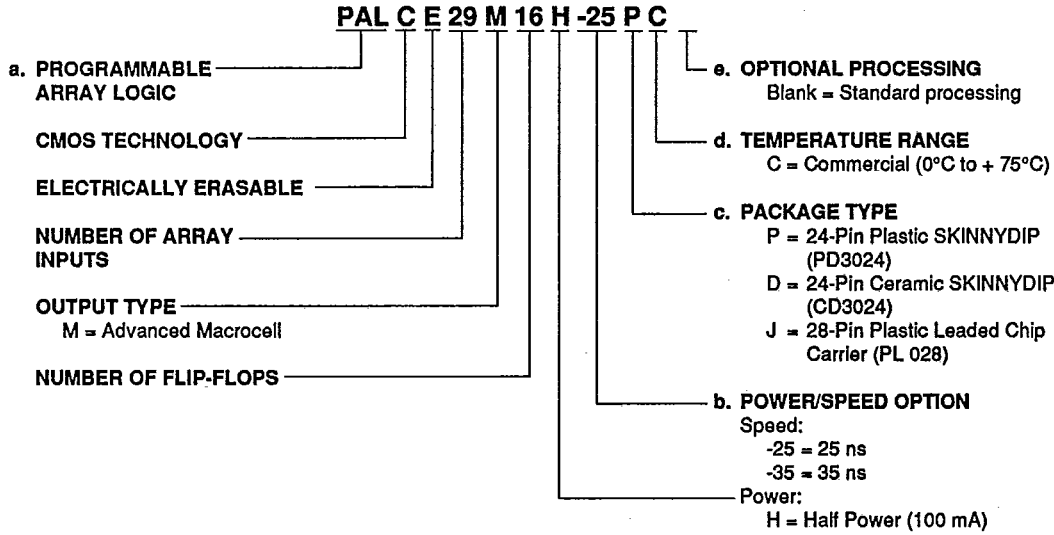 PAL C E 29 M 16 H -25 P C
a. PROGRAMMABLE
ARRAY LOGIC
CMOS TECHNOLOGY
ELECTRICALLY ERASABLE
NUMBER OF ARRAY
INPUTS
OUTPUT TYPE
M = Advanced Macrocell
NUMBER OF FLIP-FLOPS
e. OPTIONAL PROCESSING
Blank = Standard processing
d. TEMPERATURE RANGE
C = Commercial (0°C to + 75°C)
c. PACKAGE TYPE
P = 24-Pin Plastic SKINNYDIP
(PD3024)
D = 24-Pin Ceramic SKINNYDIP
(CD3024)
J = 28-Pin Plastic Leaded Chip
Carrier (PL 028)
b. POWER/SPEED OPTION
Speed:
-25 = 25 ns
-35 = 35 ns
Power:
H = Half Power (100 mA)